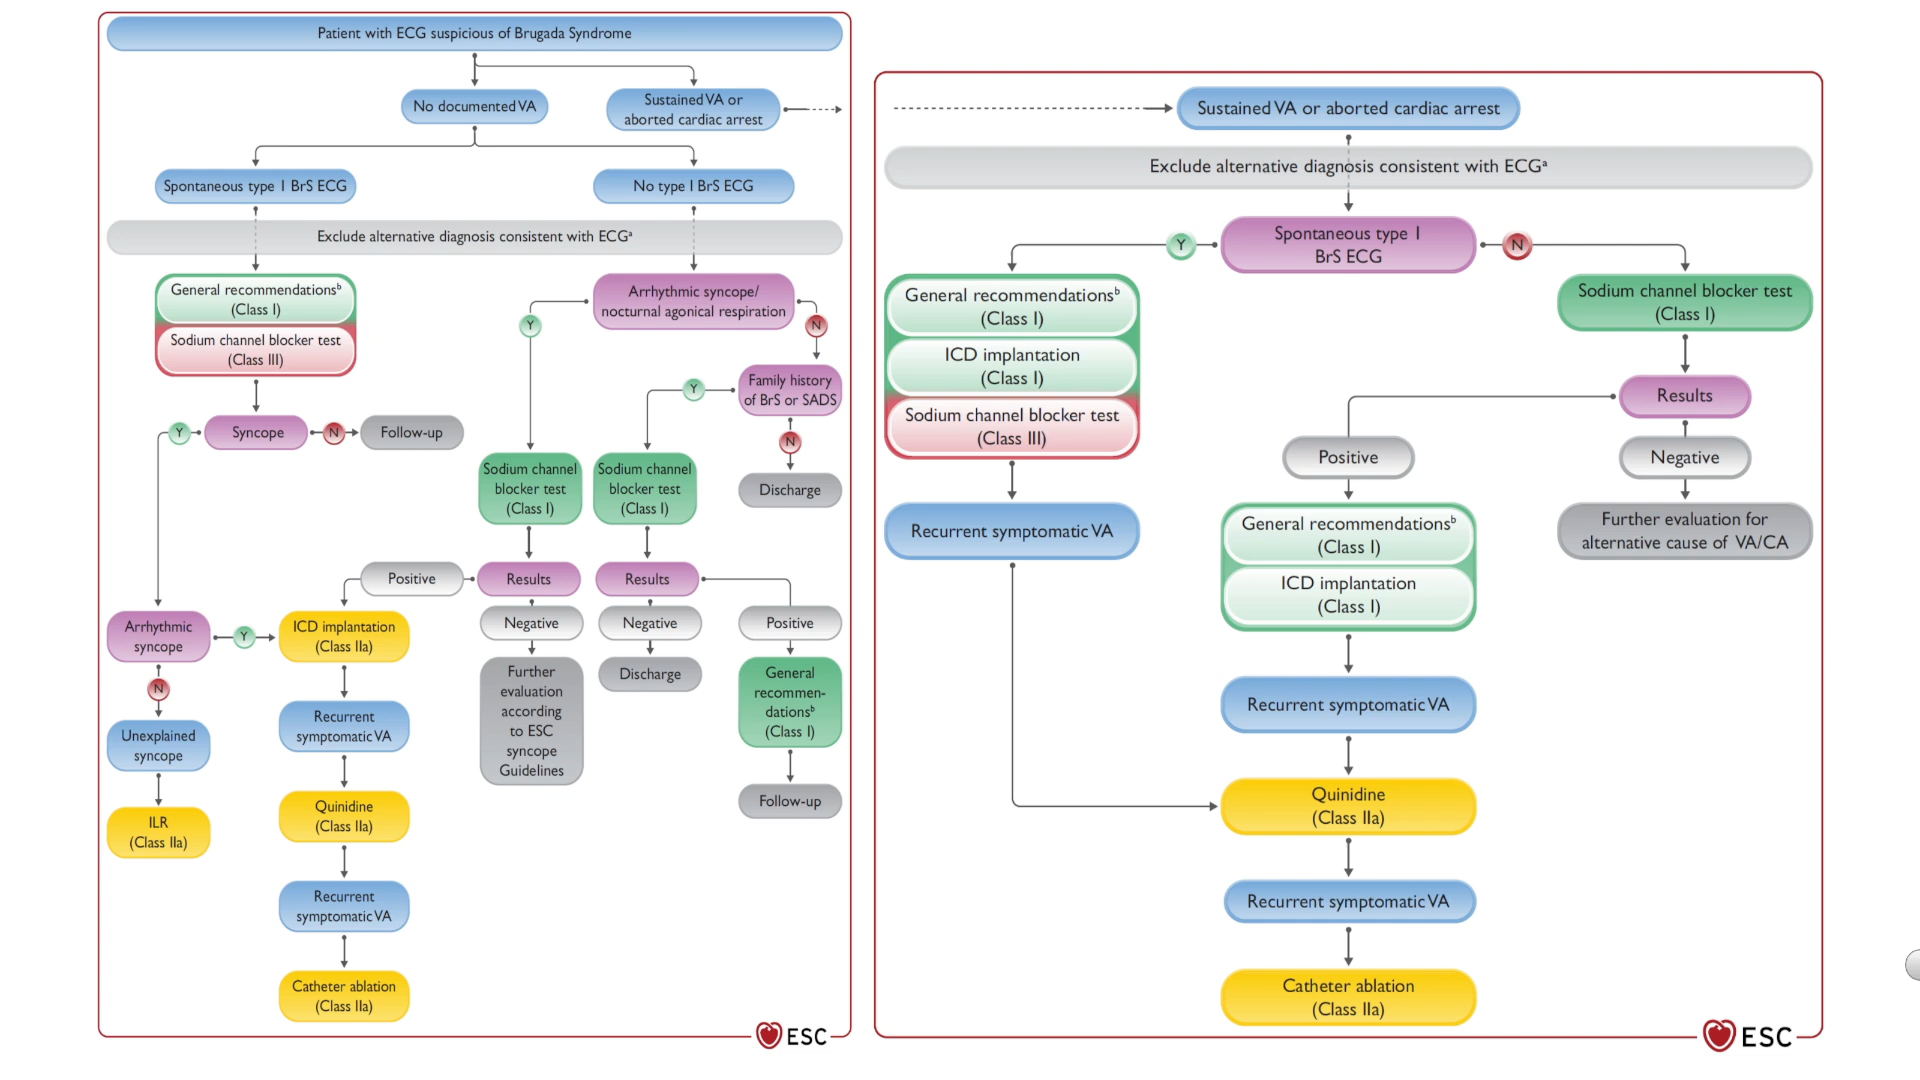 Patient with ECG suspicious of Brugada Syndrome
No documented VA
Sustained VA or
aborted cardiac arrest
Spontaneous type 1 BrS ECG
No type I BrS ECG
Exclude alternative diagnosis consistent with ECGª
General recommendationsᵇ
(Class I)
Sodium channel blocker test
(Class III)
Arrhythmic syncope/
nocturnal agonical respiration
Y
N
Family history
of BrS or SADS
Y
N
Discharge
Syncope
Y
N
Follow-up
Sodium channel
blocker test
(Class I)
Sodium channel
blocker test
(Class I)
Positive
Results
Results
Negative
Negative
Positive
Arrhythmic
syncope
Y
ICD implantation
(Class IIa)
Further
evaluation
according
to ESC
syncope
Guidelines
Discharge
General
recommen-
dationsᵇ
(Class I)
N
Unexplained
syncope
Recurrent
symptomatic VA
Follow-up
ILR
(Class IIa)
Quinidine
(Class IIa)
Recurrent
symptomatic VA
Catheter ablation
(Class IIa)
ESC
Sustained VA or aborted cardiac arrest
Exclude alternative diagnosis consistent with ECGª
Spontaneous type 1
BrS ECG
Y
N
General recommendationsᵇ
(Class I)
ICD implantation
(Class I)
Sodium channel blocker test
(Class III)
Sodium channel blocker test
(Class I)
Results
Positive
Negative
Recurrent symptomatic VA
General recommendationsᵇ
(Class I)
ICD implantation
(Class I)
Further evaluation for
alternative cause of VA/CA
Recurrent symptomatic VA
Quinidine
(Class IIa)
Recurrent symptomatic VA
Catheter ablation
(Class IIa)
ESC